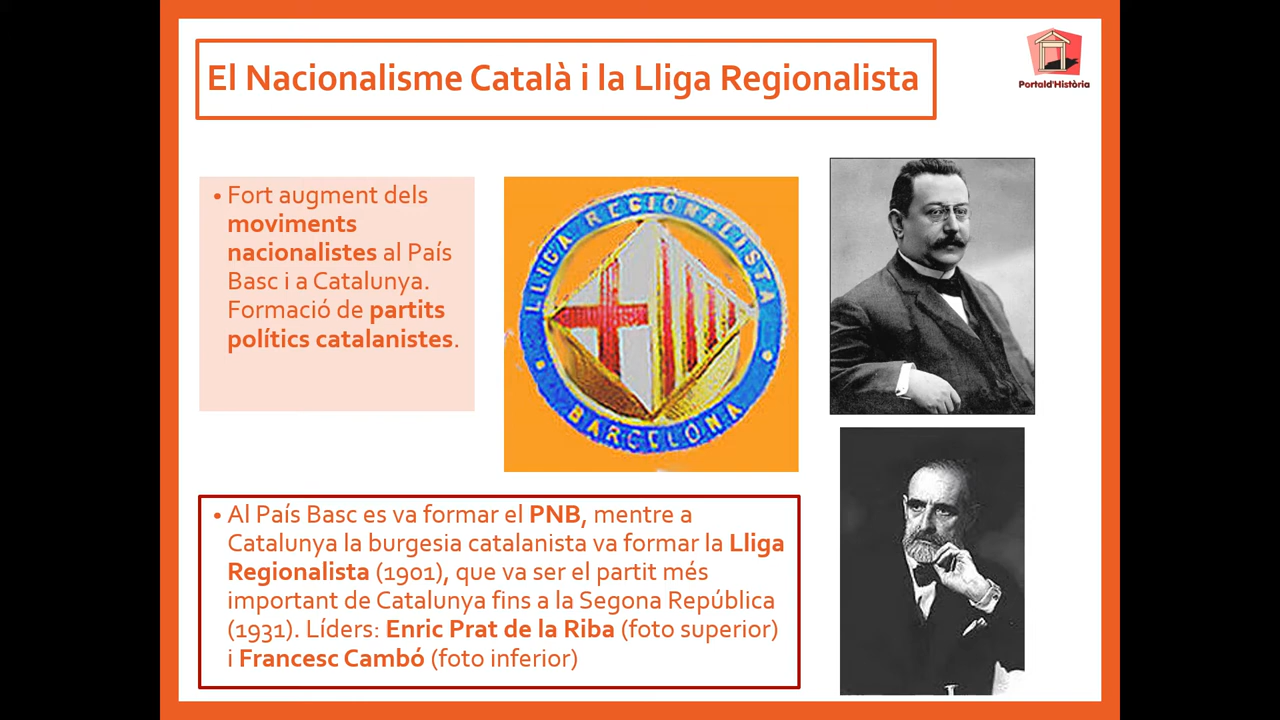 El Nacionalisme Català i la Lliga Regionalista
Portald'Història
• Fort augment dels
moviments
nacionalistes al País
Basc i a Catalunya.
Formació de partits
polítics catalanistes.
LLIGA REGIONALISTA
BARCELONA
• Al País Basc es va formar el PNB, mentre a
Catalunya la burgesia catalanista va formar la Lliga
Regionalista (1901), que va ser el partit més
important de Catalunya fins a la Segona República
(1931). Líders: Enric Prat de la Riba (foto superior)
i Francesc Cambó (foto inferior)